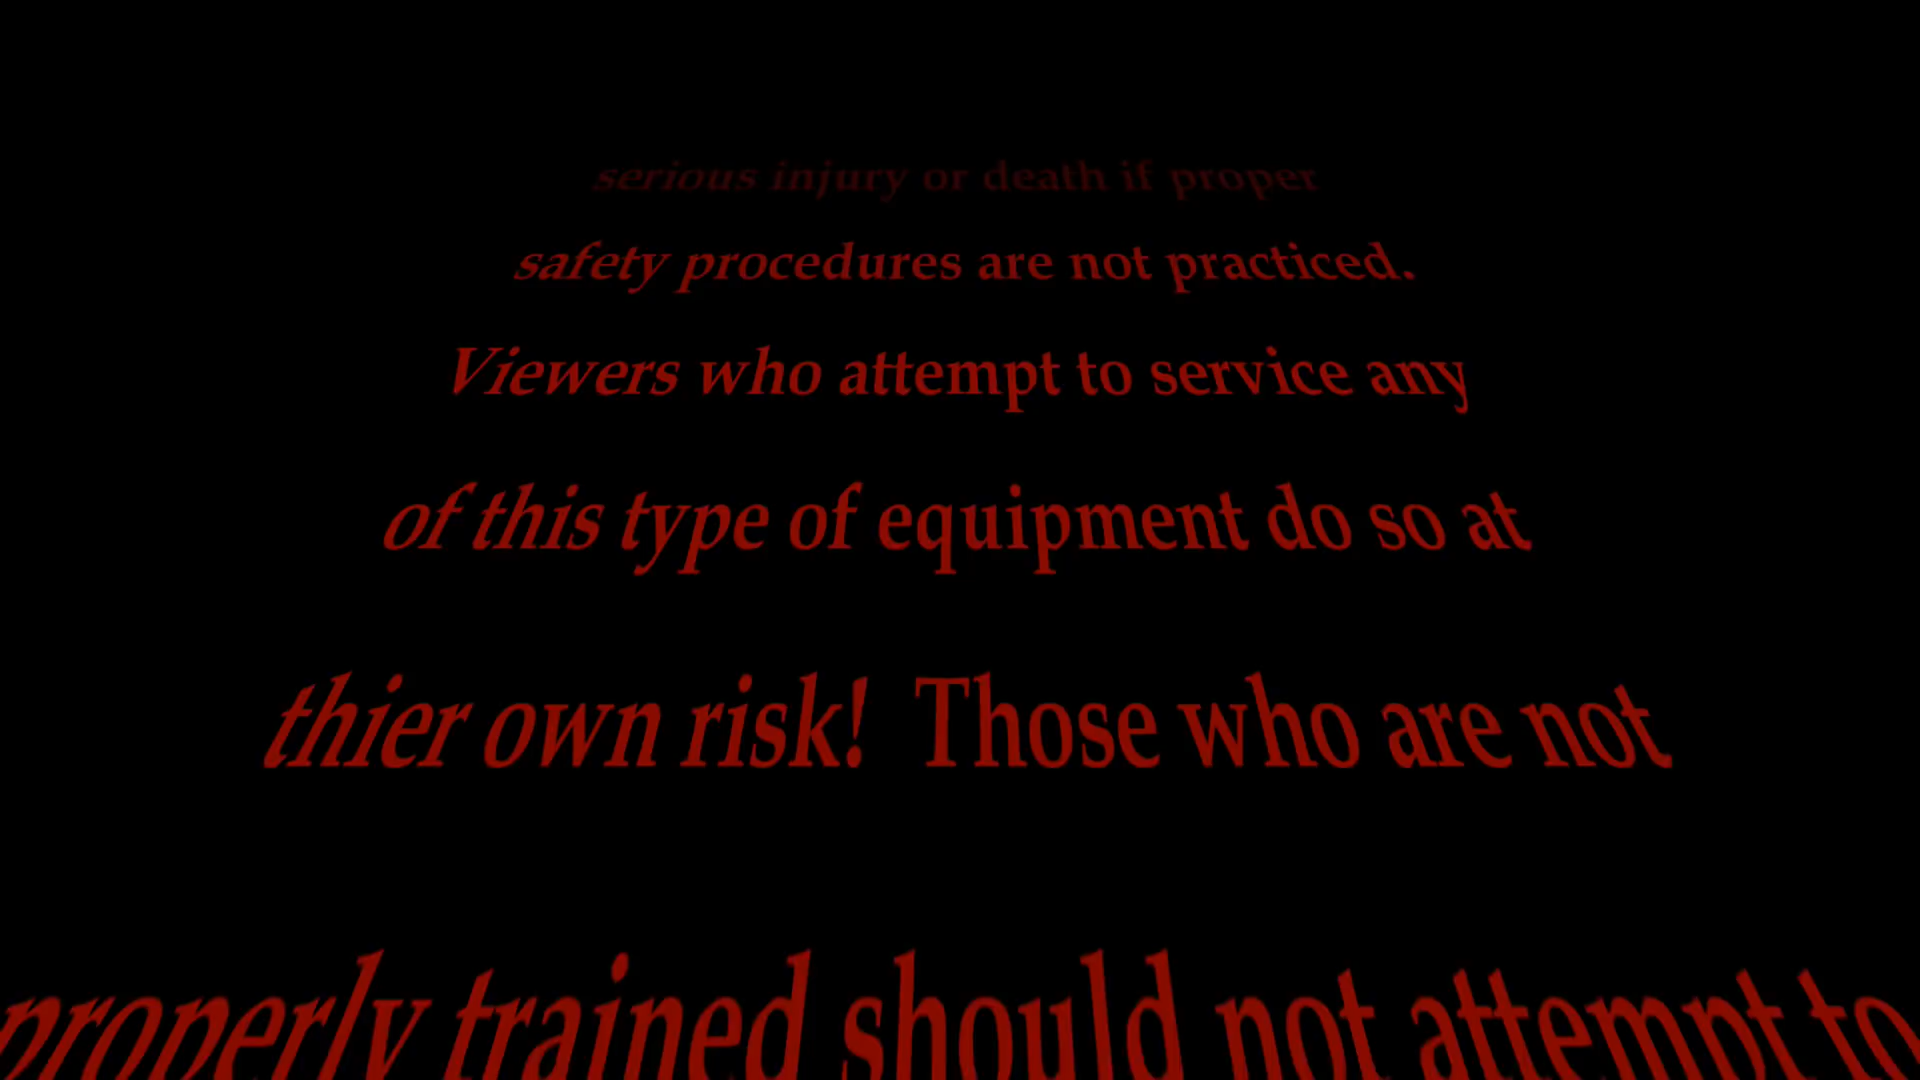 serious injury or death if proper
safety procedures are not practiced.
Viewers who attempt to service any
of this type of equipment do so at
thier own risk!  Those who are not
properly trained should not attempt to